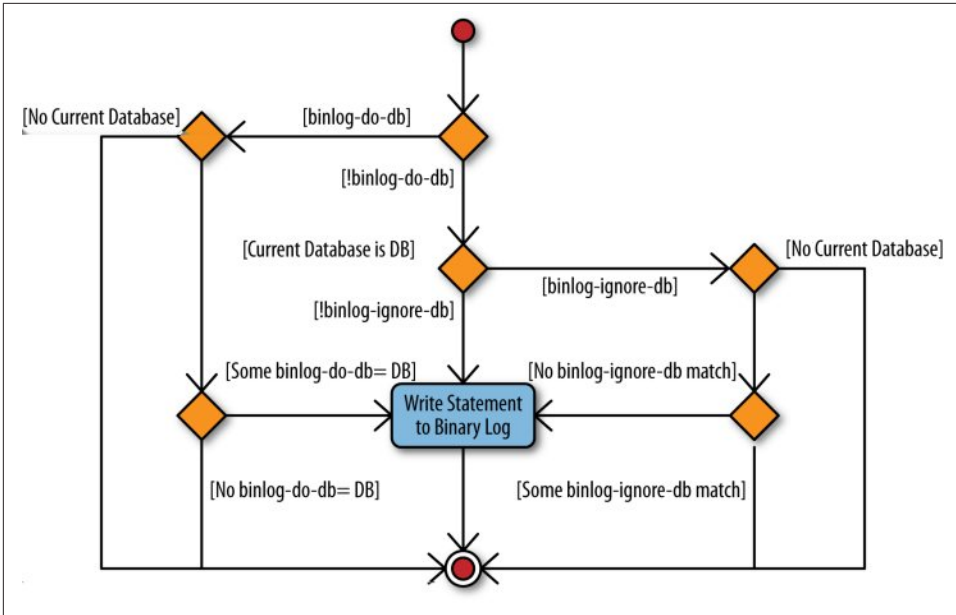 [No Current Database]
[binlog-do-db]
[!binlog-do-db]
[Current Database is DB]
[No Current Database]
[binlog-ignore-db]
[!binlog-ignore-db]
[Some binlog-do-db= DB]
[No binlog-ignore-db match]
Write Statement
to Binary Log
[No binlog-do-db= DB]
[Some binlog-ignore-db match]